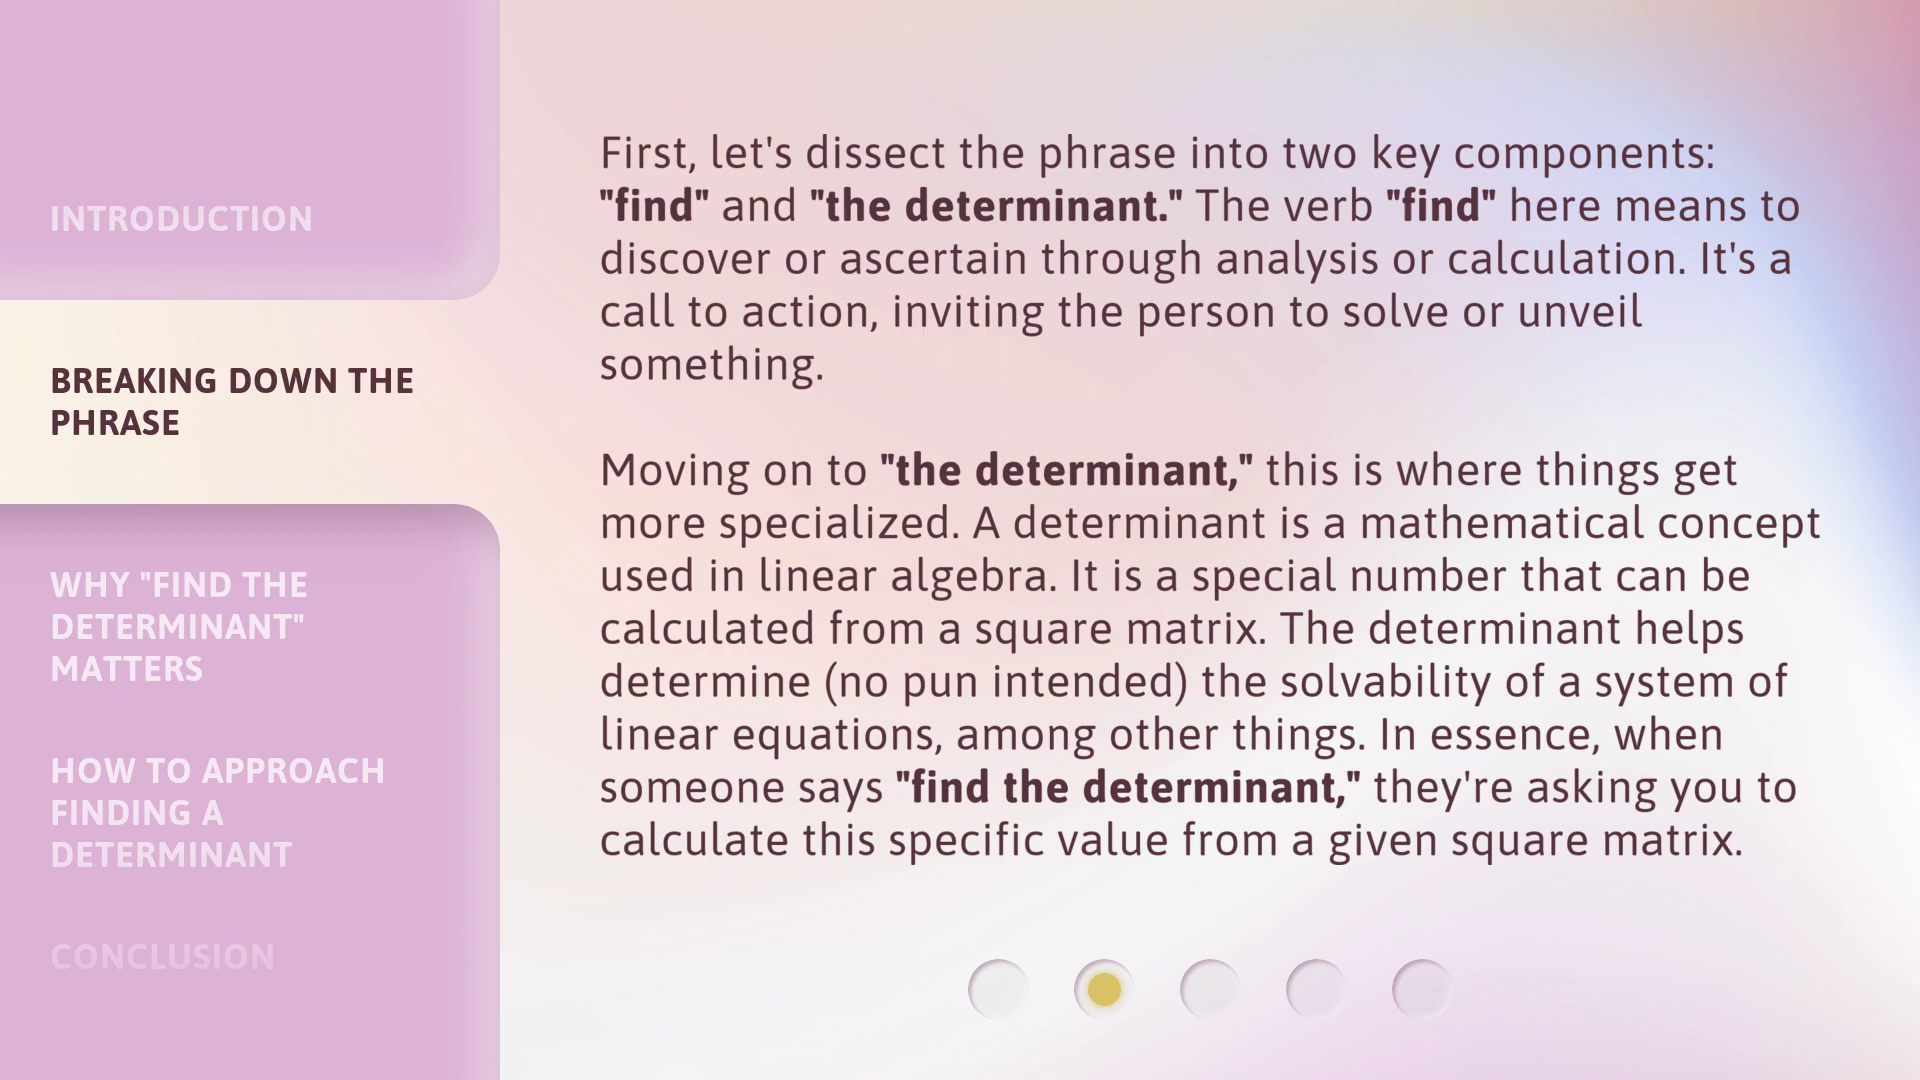 INTRODUCTION
BREAKING DOWN THE
PHRASE
WHY "FIND THE
DETERMINANT"
MATTERS
HOW TO APPROACH
FINDING A
DETERMINANT
CONCLUSION
First, let's dissect the phrase into two key components:
"find" and "the determinant." The verb "find" here means to
discover or ascertain through analysis or calculation. It's a
call to action, inviting the person to solve or unveil
something.
Moving on to "the determinant," this is where things get
more specialized. A determinant is a mathematical concept
used in linear algebra. It is a special number that can be
calculated from a square matrix. The determinant helps
determine (no pun intended) the solvability of a system of
linear equations, among other things. In essence, when
someone says "find the determinant," they're asking you to
calculate this specific value from a given square matrix.